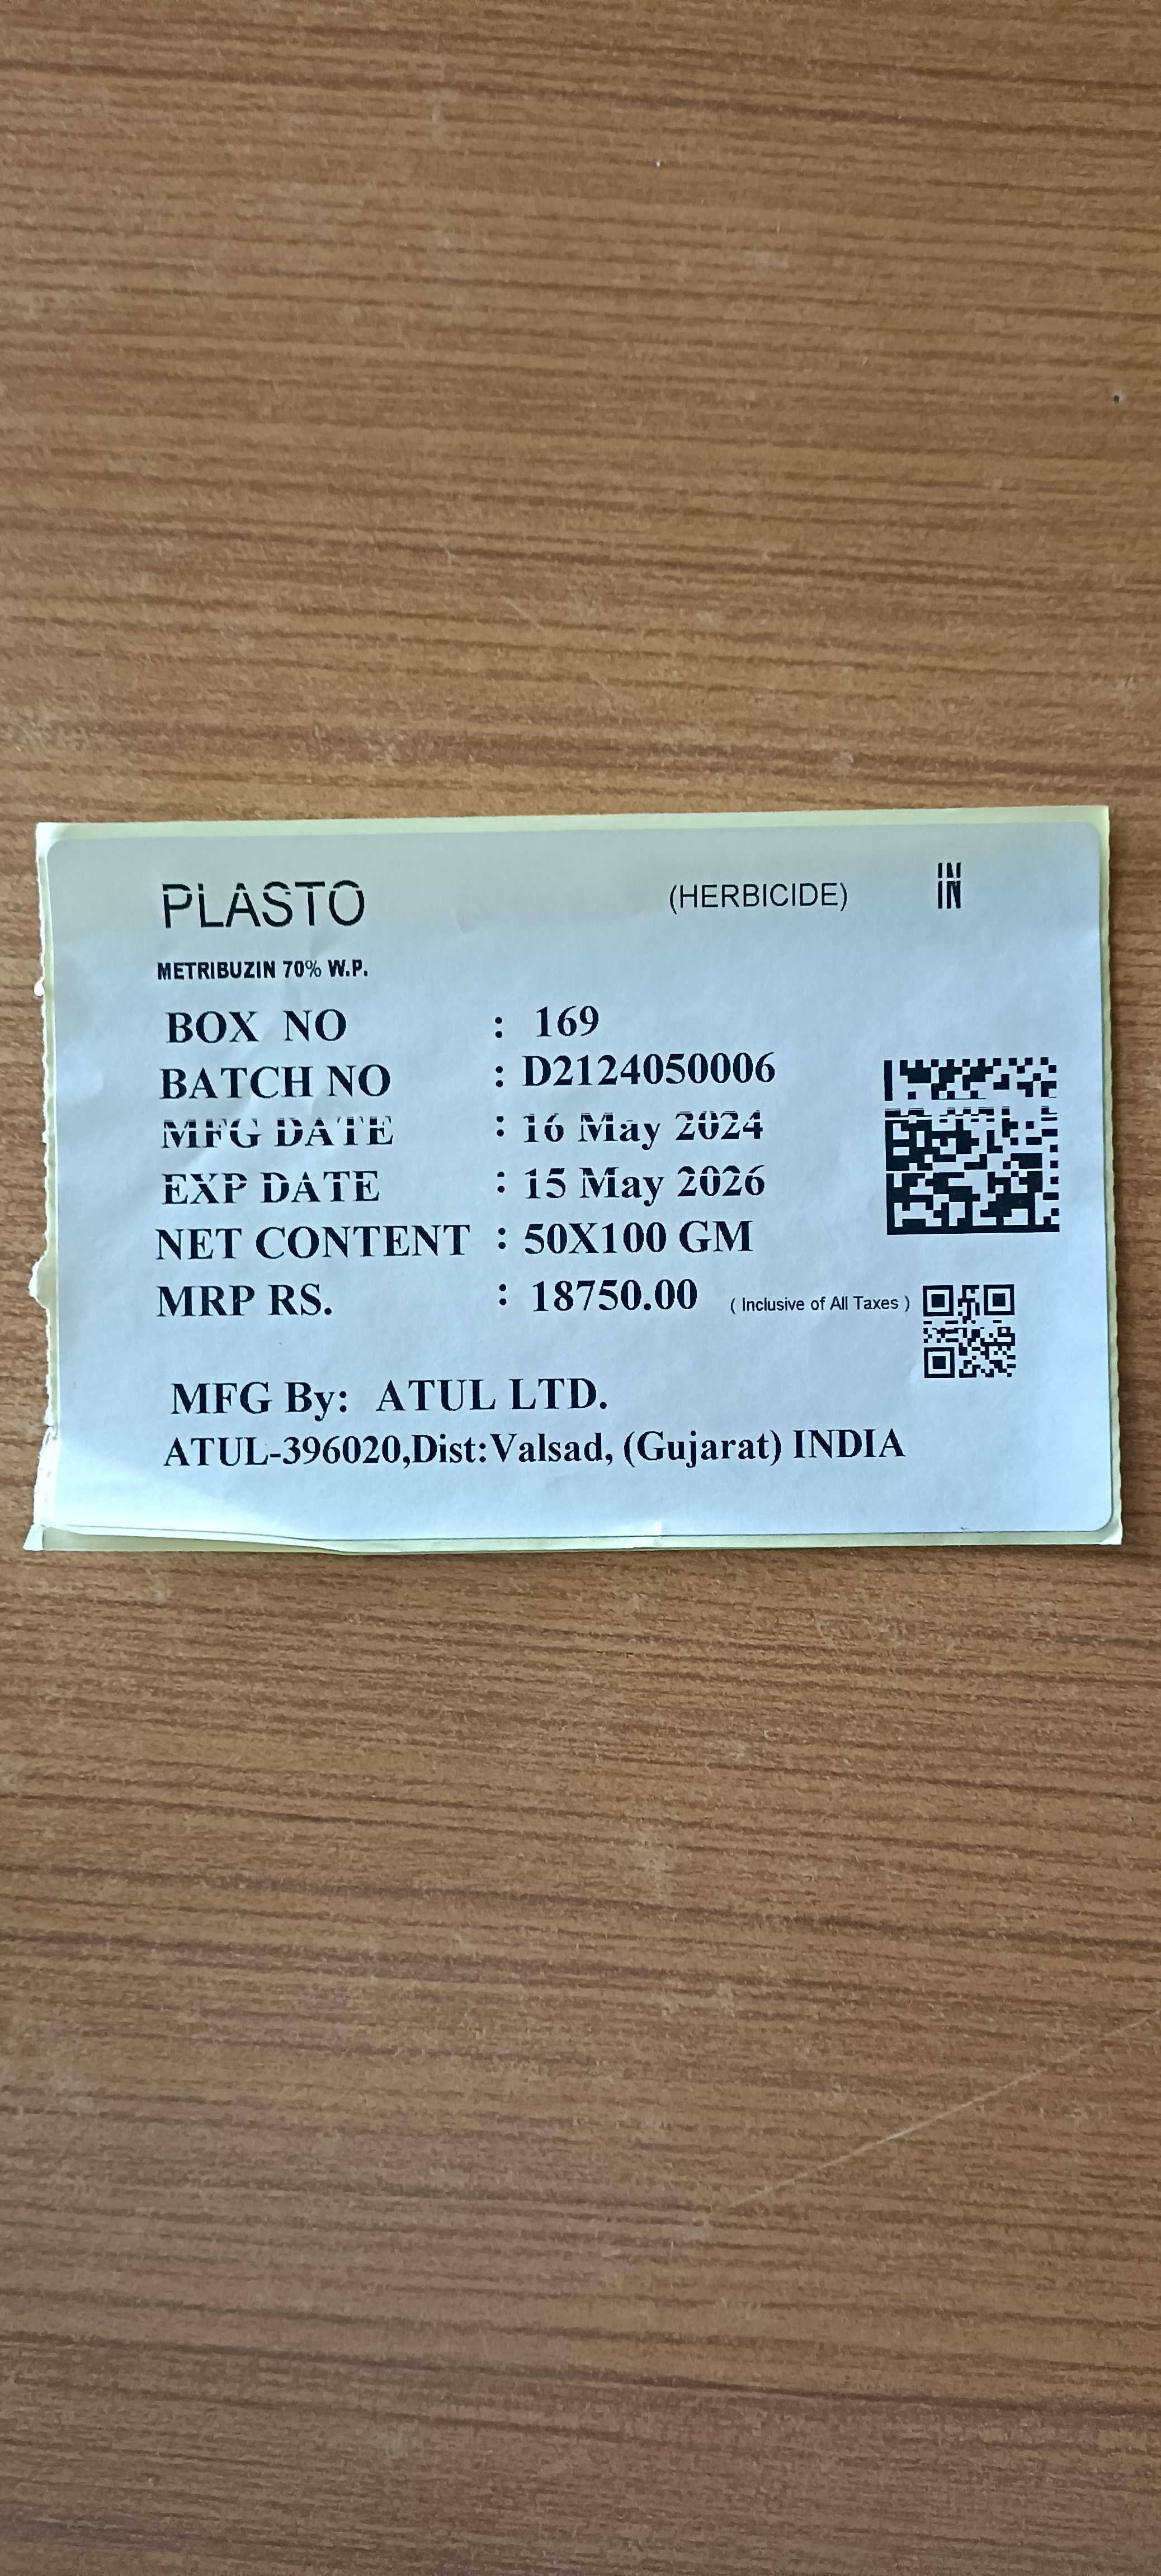 PLASTO (HERBICIDE) IN
METRIBUZIN 70% W.P.
BOX NO : 169
BATCH NO : D2124050006
MFG DATE : 16 May 2024
EXP DATE : 15 May 2026
NET CONTENT : 50X100 GM
MRP RS. : 18750.00 ( Inclusive of All Taxes )
MFG By: ATUL LTD.
ATUL-396020,Dist:Valsad, (Gujarat) INDIA